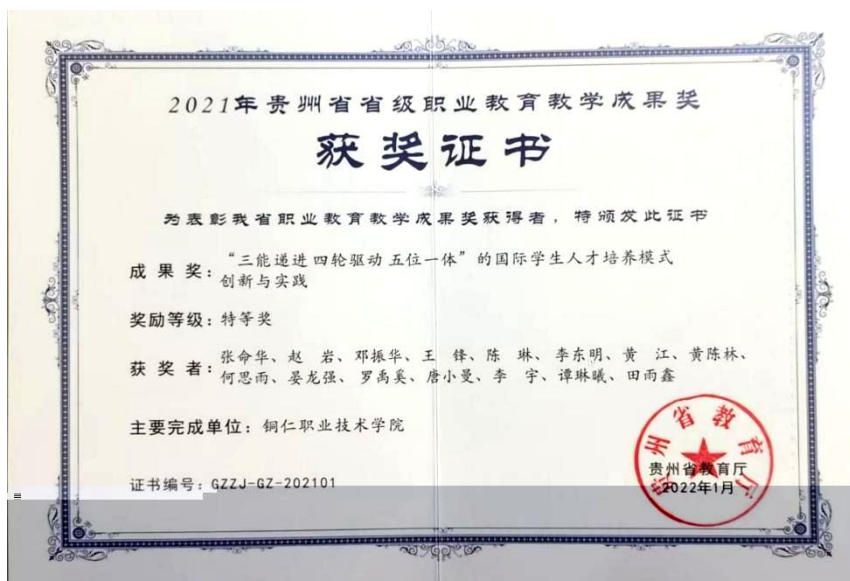 2021年贵州省省级职业教育教学成果奖
获奖证书
为表彰我省职业教育教学成果奖获得者，特颁发此证书
成果奖：“三能递进 四轮驱动 五位一体”的国际学生人才培养模式
创新与实践
奖励等级：特等奖
获奖者：张命华、赵 岩、邓振华、王 锋、陈 琳、李东明、黄 江、黄陈林、
何思雨、晏龙强、罗禹奚、唐小曼、李 宇、谭琳曦、田雨鑫
主要完成单位：铜仁职业技术学院
证书编号：GZZJ-GZ-202101
贵州省教育厅
贵州省教育厅
2022年1月